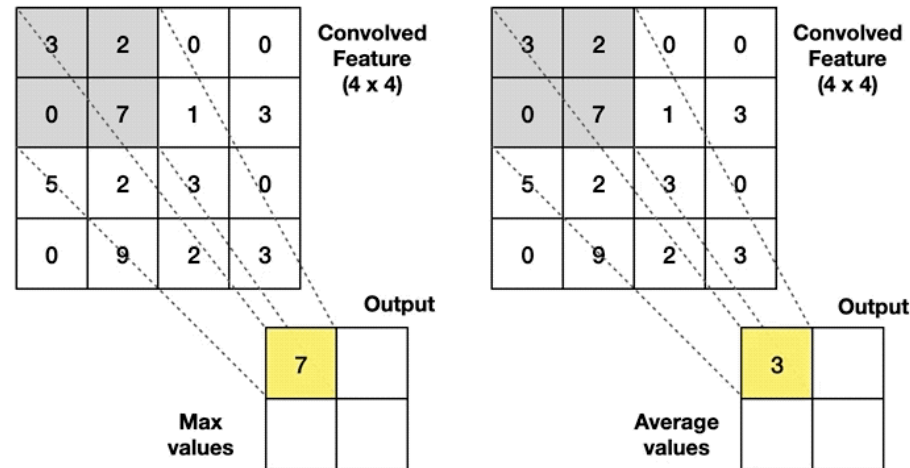 3 2 0 0
0 7 1 3
5 2 3 0
0 9 2 3
Convolved
Feature
(4 x 4)
Output
7
Max
values
3 2 0 0
0 7 1 3
5 2 3 0
0 9 2 3
Convolved
Feature
(4 x 4)
Output
3
Average
values